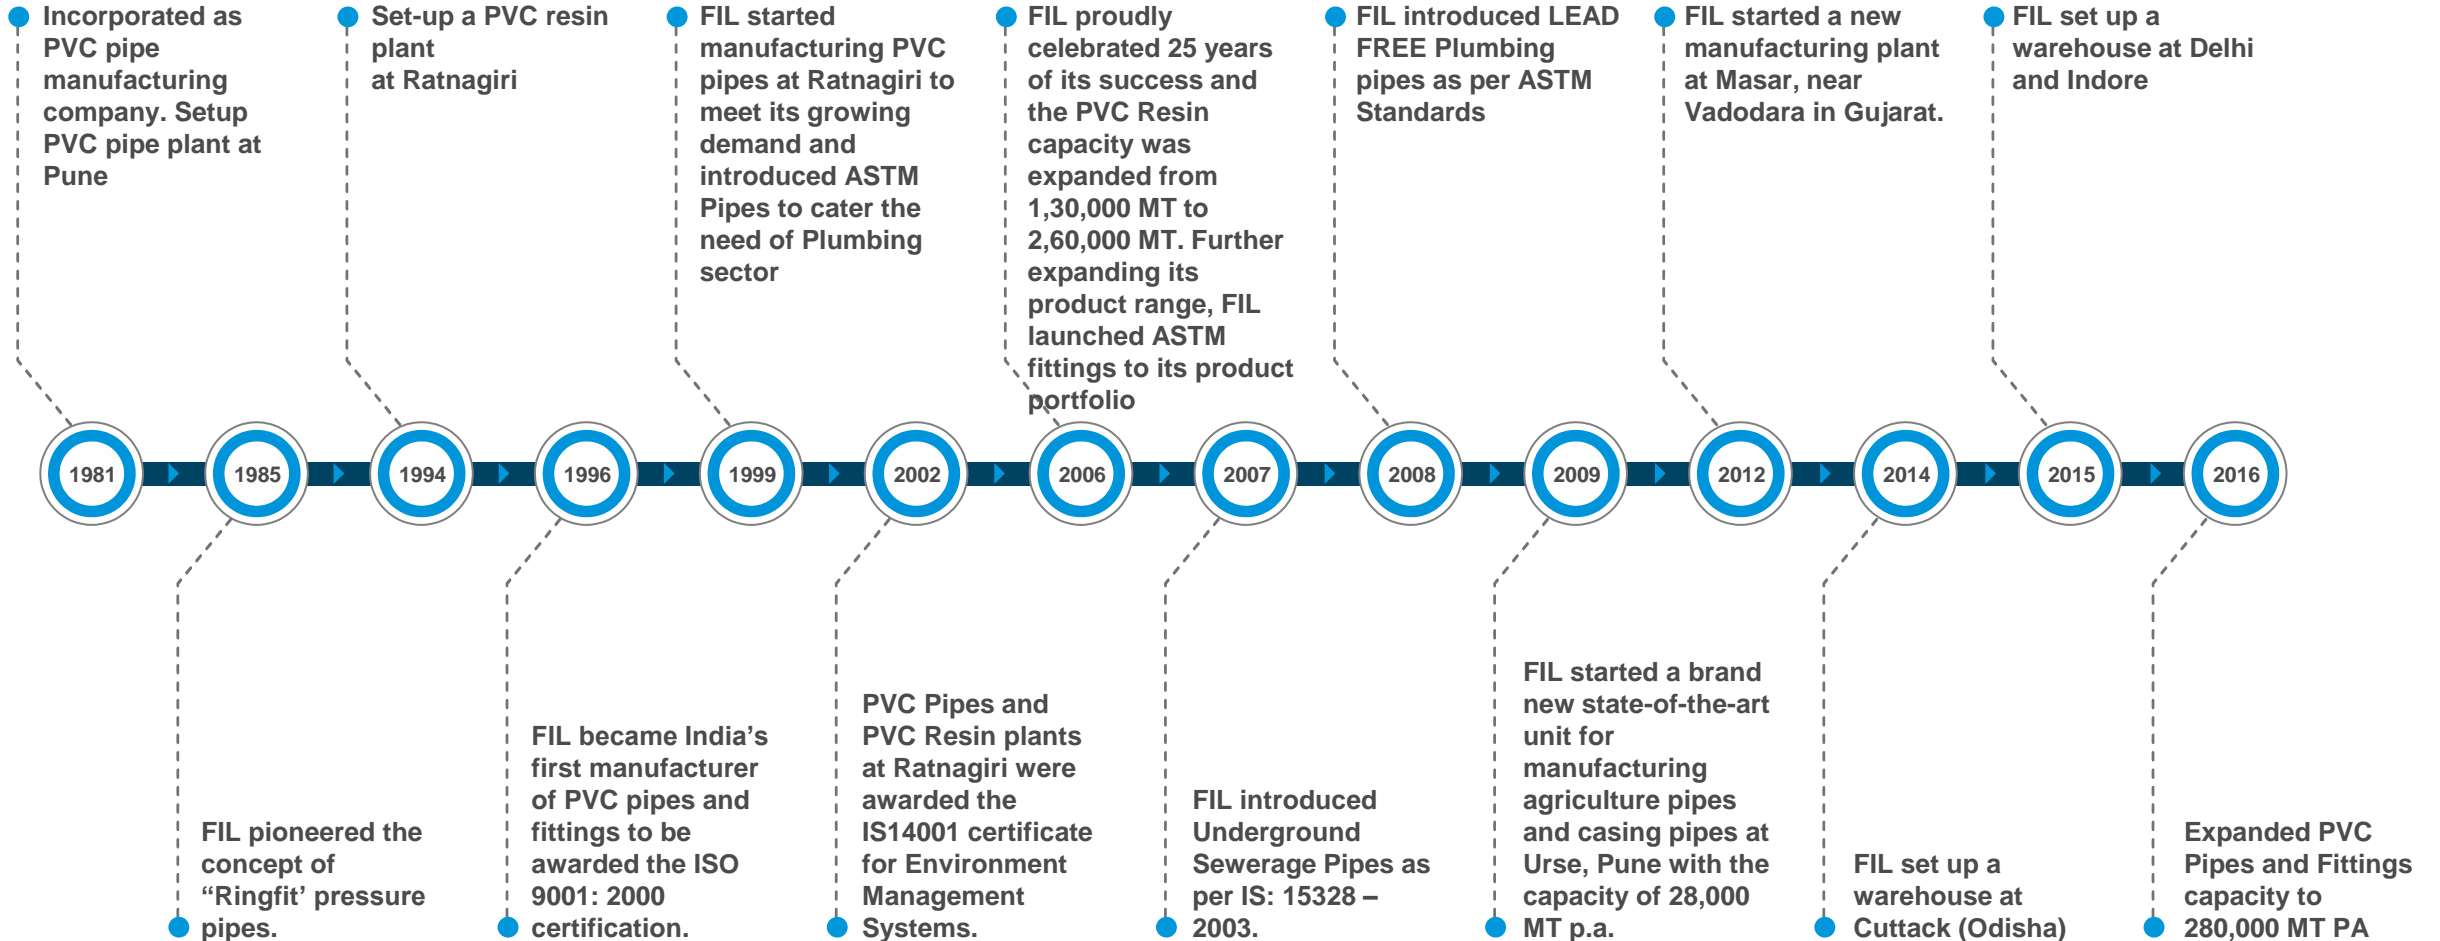 Incorporated as
PVC pipe
manufacturing
company. Setup
PVC pipe plant at
Pune
Set-up a PVC resin
plant
at Ratnagiri
FIL started
manufacturing PVC
pipes at Ratnagiri to
meet its growing
demand and
introduced ASTM
Pipes to cater the
need of Plumbing
sector
FIL proudly
celebrated 25 years
of its success and
the PVC Resin
capacity was
expanded from
1,30,000 MT to
2,60,000 MT. Further
expanding its
product range, FIL
launched ASTM
fittings to its product
portfolio
FIL introduced LEAD
FREE Plumbing
pipes as per ASTM
Standards
FIL started a new
manufacturing plant
at Masar, near
Vadodara in Gujarat.
FIL set up a
warehouse at Delhi
and Indore
1981
1985
1994
1996
1999
2002
2006
2007
2008
2009
2012
2014
2015
2016
FIL pioneered the
concept of
“Ringfit’ pressure
pipes.
FIL became India’s
first manufacturer
of PVC pipes and
fittings to be
awarded the ISO
9001: 2000
certification.
PVC Pipes and
PVC Resin plants
at Ratnagiri were
awarded the
IS14001 certificate
for Environment
Management
Systems.
FIL introduced
Underground
Sewerage Pipes as
per IS: 15328 –
2003.
FIL started a brand
new state-of-the-art
unit for
manufacturing
agriculture pipes
and casing pipes at
Urse, Pune with the
capacity of 28,000
MT p.a.
FIL set up a
warehouse at
Cuttack (Odisha)
Expanded PVC
Pipes and Fittings
capacity to
280,000 MT PA